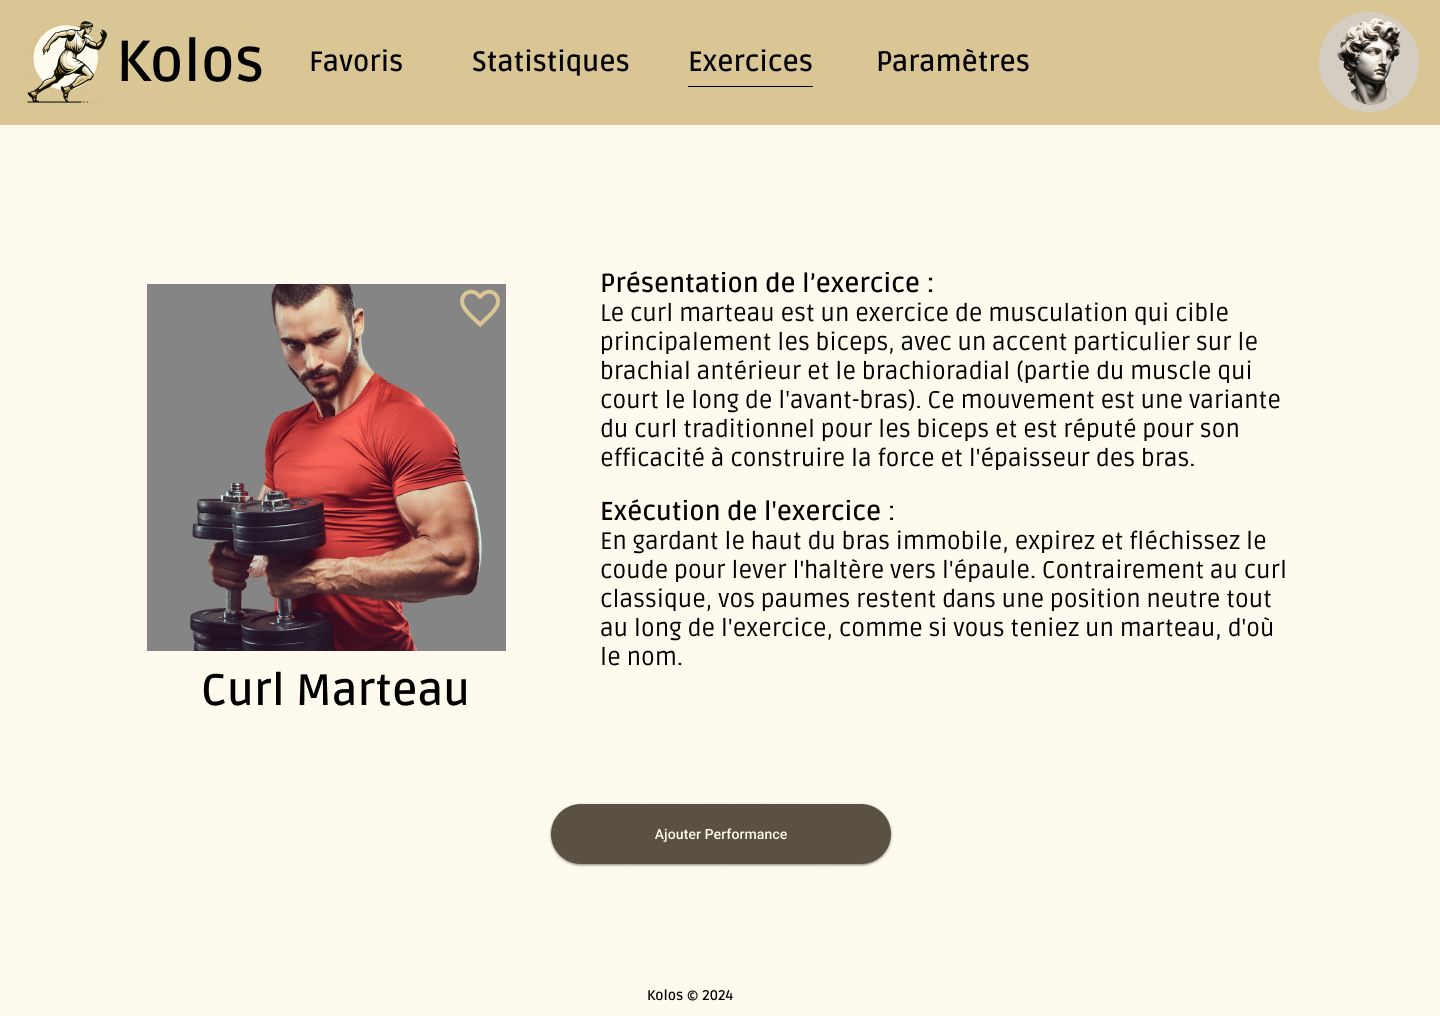 Kolos
Favoris
Statistiques
Exercices
Paramètres
Présentation de l’exercice :
Le curl marteau est un exercice de musculation qui cible
principalement les biceps, avec un accent particulier sur le
brachial antérieur et le brachioradial (partie du muscle qui
court le long de l'avant-bras). Ce mouvement est une variante
du curl traditionnel pour les biceps et est réputé pour son
efficacité à construire la force et l'épaisseur des bras.
Exécution de l'exercice :
En gardant le haut du bras immobile, expirez et fléchissez le
coude pour lever l'haltère vers l'épaule. Contrairement au curl
classique, vos paumes restent dans une position neutre tout
au long de l'exercice, comme si vous teniez un marteau, d'où
le nom.
Curl Marteau
Ajouter Performance
Kolos © 2024